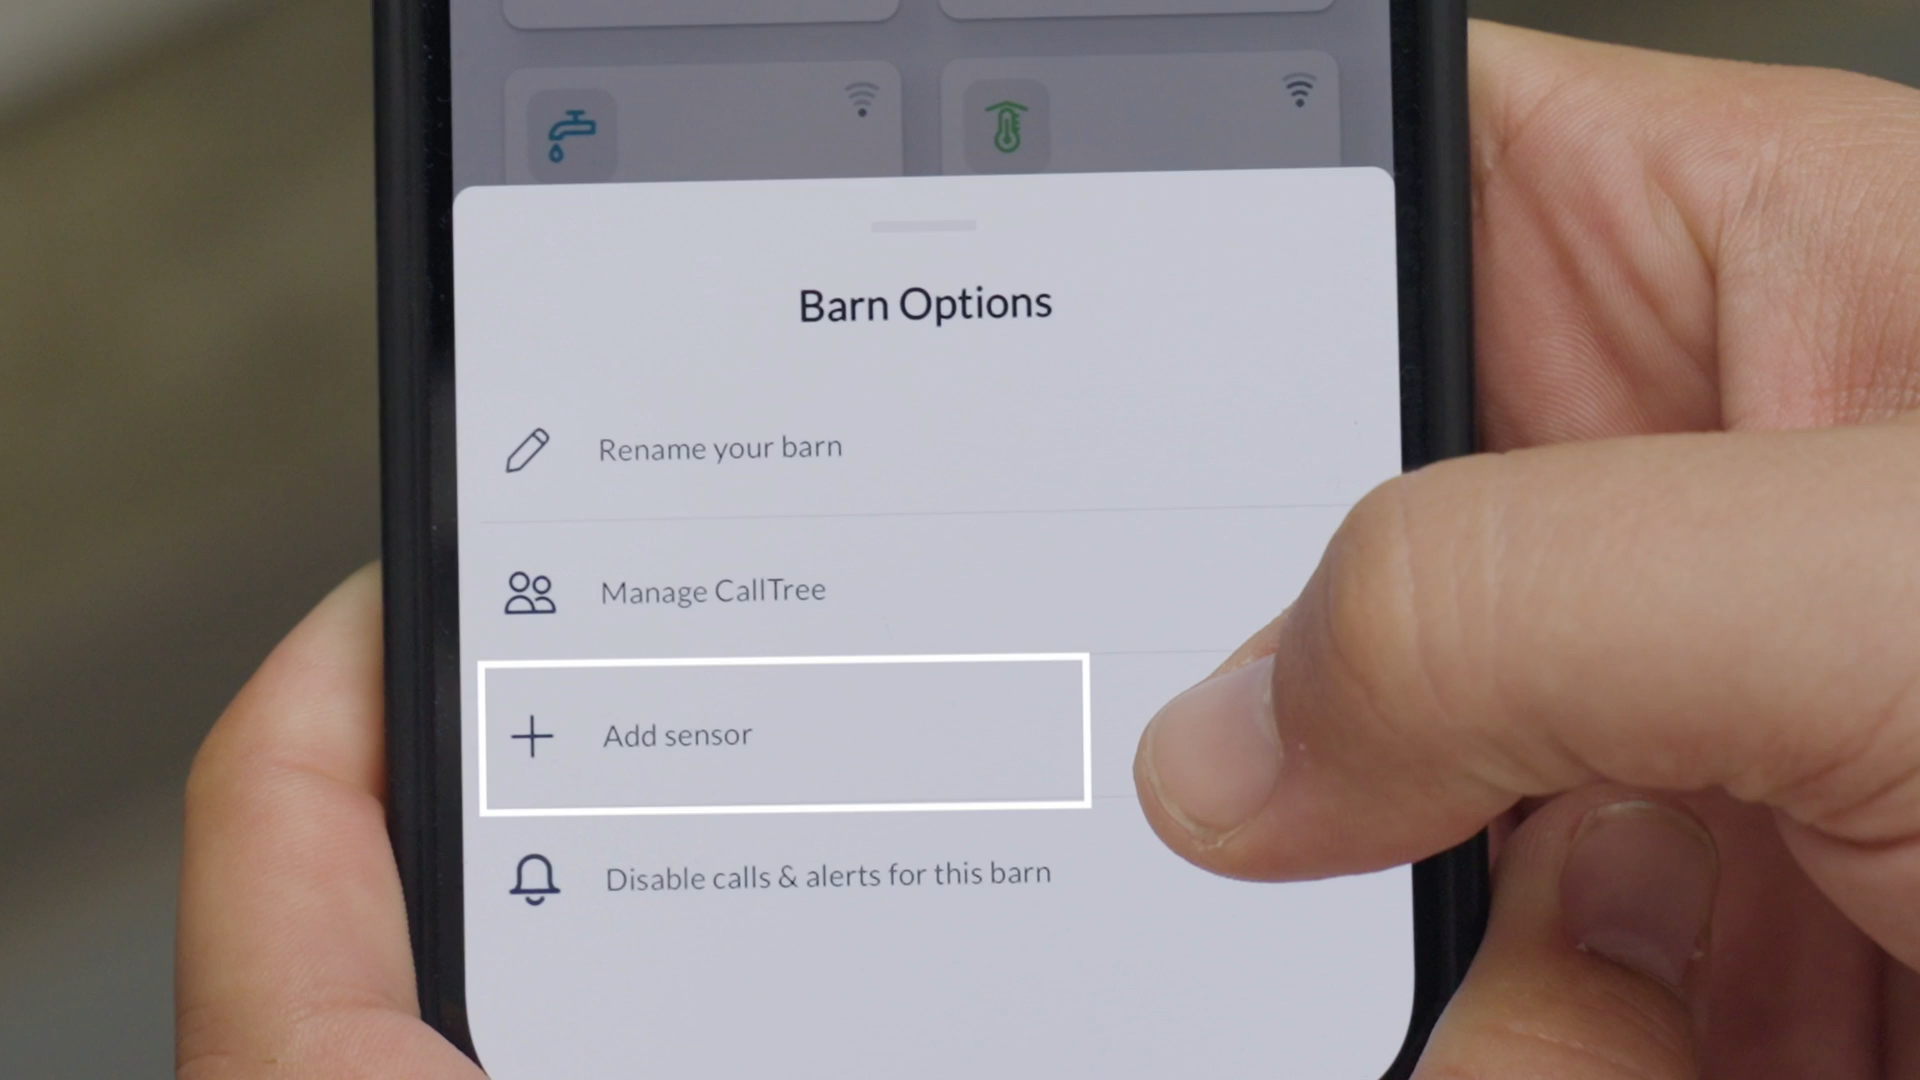 Barn Options
Rename your barn
Manage CallTree
Add sensor
Disable calls & alerts for this barn